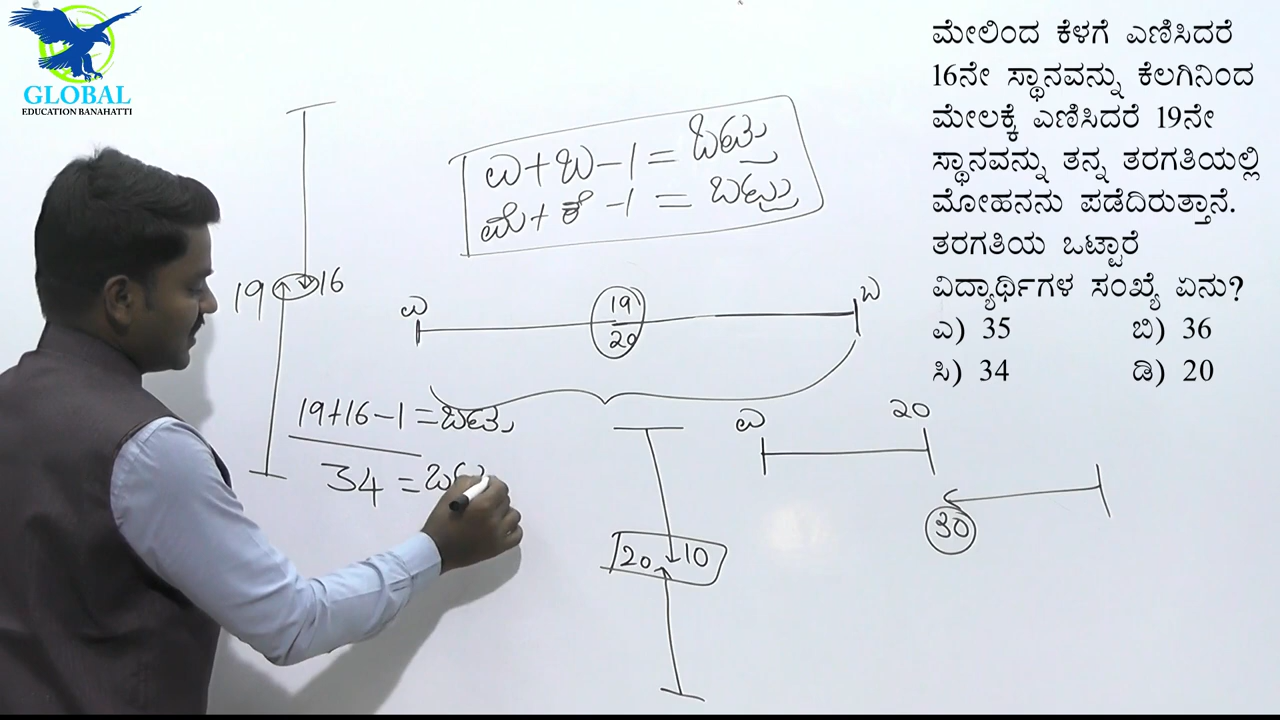 GLOBAL
EDUCATION BANAHATTI
ಮೇಲಿಂದ ಕೆಳಗೆ ಎಣಿಸಿದರೆ
16ನೇ ಸ್ಥಾನವನ್ನು ಕೆಲಗಿನಿಂದ
ಮೇಲಕ್ಕೆ ಎಣಿಸಿದರೆ 19ನೇ
ಸ್ಥಾನವನ್ನು ತನ್ನ ತರಗತಿಯಲ್ಲಿ
ಮೋಹನನು ಪಡೆದಿರುತ್ತಾನೆ.
ತರಗತಿಯ ಒಟ್ಟಾರೆ
ವಿದ್ಯಾರ್ಥಿಗಳ ಸಂಖ್ಯೆ ಏನು?
ಎ) 35 ಬಿ) 36
ಸಿ) 34 ಡಿ) 20
ಎ+ಬ-1 = ಒಟ್ಟು
ಮೆ+ಕೆ-1 = ಒಟ್ಟು
19 16
ಎ 19 ಬ
20
19+16-1=ಒಟ್ಟು
34 =
ಎ 20
30
20 10